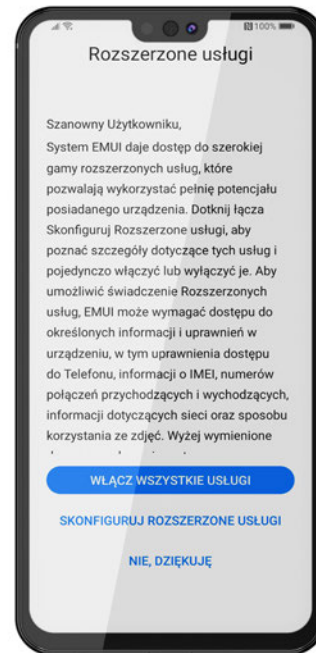 100%
Rozszerzone usługi
Szanowny Użytkowniku,
System EMUI daje dostęp do szerokiej
gamy rozszerzonych usług, które
pozwalają wykorzystać pełnię potencjału
posiadanego urządzenia. Dotknij łącza
Skonfiguruj Rozszerzone usługi, aby
poznać szczegóły dotyczące tych usług i
pojedynczo włączyć lub wyłączyć je. Aby
umożliwić świadczenie Rozszerzonych
usług, EMUI może wymagać dostępu do
określonych informacji i uprawnień w
urządzeniu, w tym uprawnienia dostępu
do Telefonu, informacji o IMEI, numerów
połączeń przychodzących i wychodzących,
informacji dotyczących sieci oraz sposobu
korzystania ze zdjęć. Wyżej wymienione
WŁĄCZ WSZYSTKIE USŁUGI
SKONFIGURUJ ROZSZERZONE USŁUGI
NIE, DZIĘKUJĘ